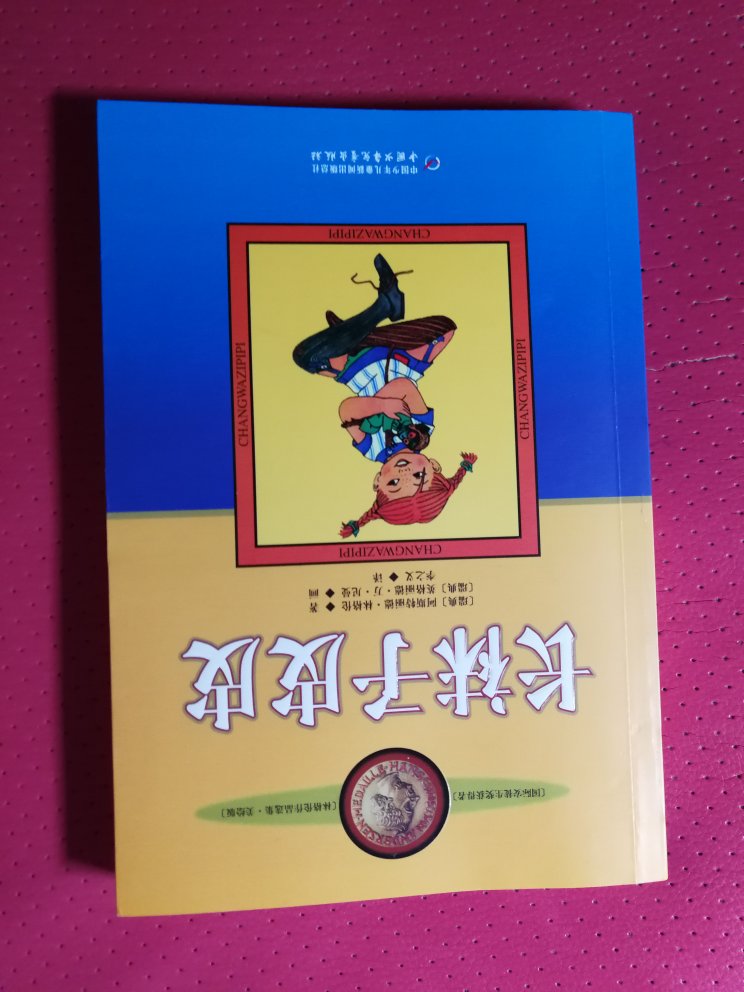 〔国际安徒生奖获得者〕
〔林格伦作品选集·美绘版〕
长袜子皮皮
〔瑞典〕阿斯特丽德·林格伦 ◆ 著
〔瑞典〕英格丽德·万·尼曼 ◆ 画
李之义 ◆ 译
CHANGWAZIPIPI
CHANGWAZIPIPI
CHANGWAZIPIPI
CHANGWAZIPIPI
中国少年儿童新闻出版总社
中国少年儿童出版社